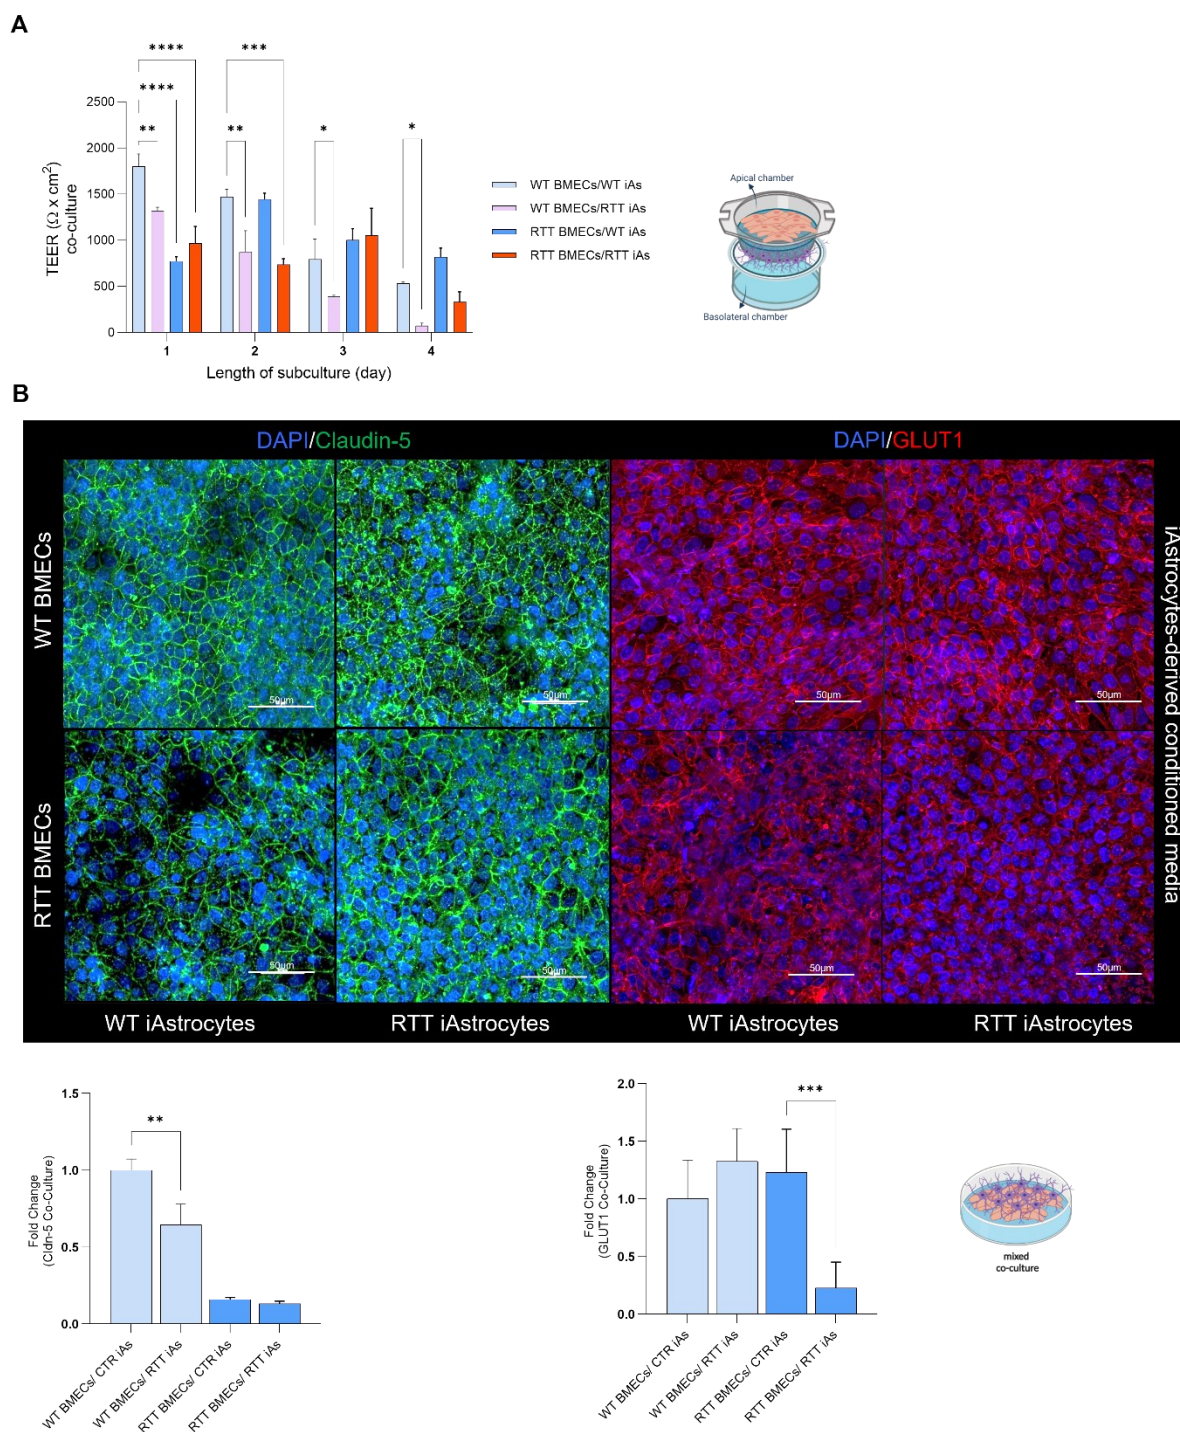 A
****
***
****
**
**
*
*
2500
2000
1500
1000
500
0
TEER (Ω x cm²)
co-culture
1
2
3
4
Length of subculture (day)
WT BMECs/WT iAs
WT BMECs/RTT iAs
RTT BMECs/WT iAs
RTT BMECs/RTT iAs
Apical chamber
Basolateral chamber
B
DAPI/Claudin-5
DAPI/GLUT1
WT BMECs
RTT BMECs
50µm
50µm
50µm
50µm
50µm
50µm
50µm
50µm
iAstrocytes-derived conditioned media
WT iAstrocytes
RTT iAstrocytes
WT iAstrocytes
RTT iAstrocytes
Fold Change
(Cldn-5 Co-Culture)
1.5
1.0
0.5
0.0
**
WT BMECs/ CTR iAs
WT BMECs/ RTT iAs
RTT BMECs/ CTR iAs
RTT BMECs/ RTT iAs
Fold Change
(GLUT1 Co-Culture)
2.0
1.5
1.0
0.5
0.0
***
WT BMECs/ CTR iAs
WT BMECs/ RTT iAs
RTT BMECs/ CTR iAs
RTT BMECs/ RTT iAs
mixed
co-culture